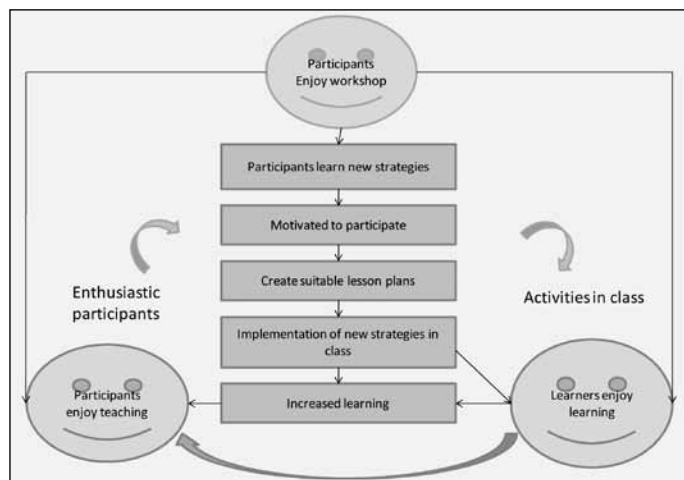 Participants
Enjoy workshop
Participants learn new strategies
Motivated to participate
Create suitable lesson plans
Enthusiastic
participants
Activities in class
Implementation of new strategies in
class
Participants
enjoy teaching
Increased learning
Learners enjoy
learning